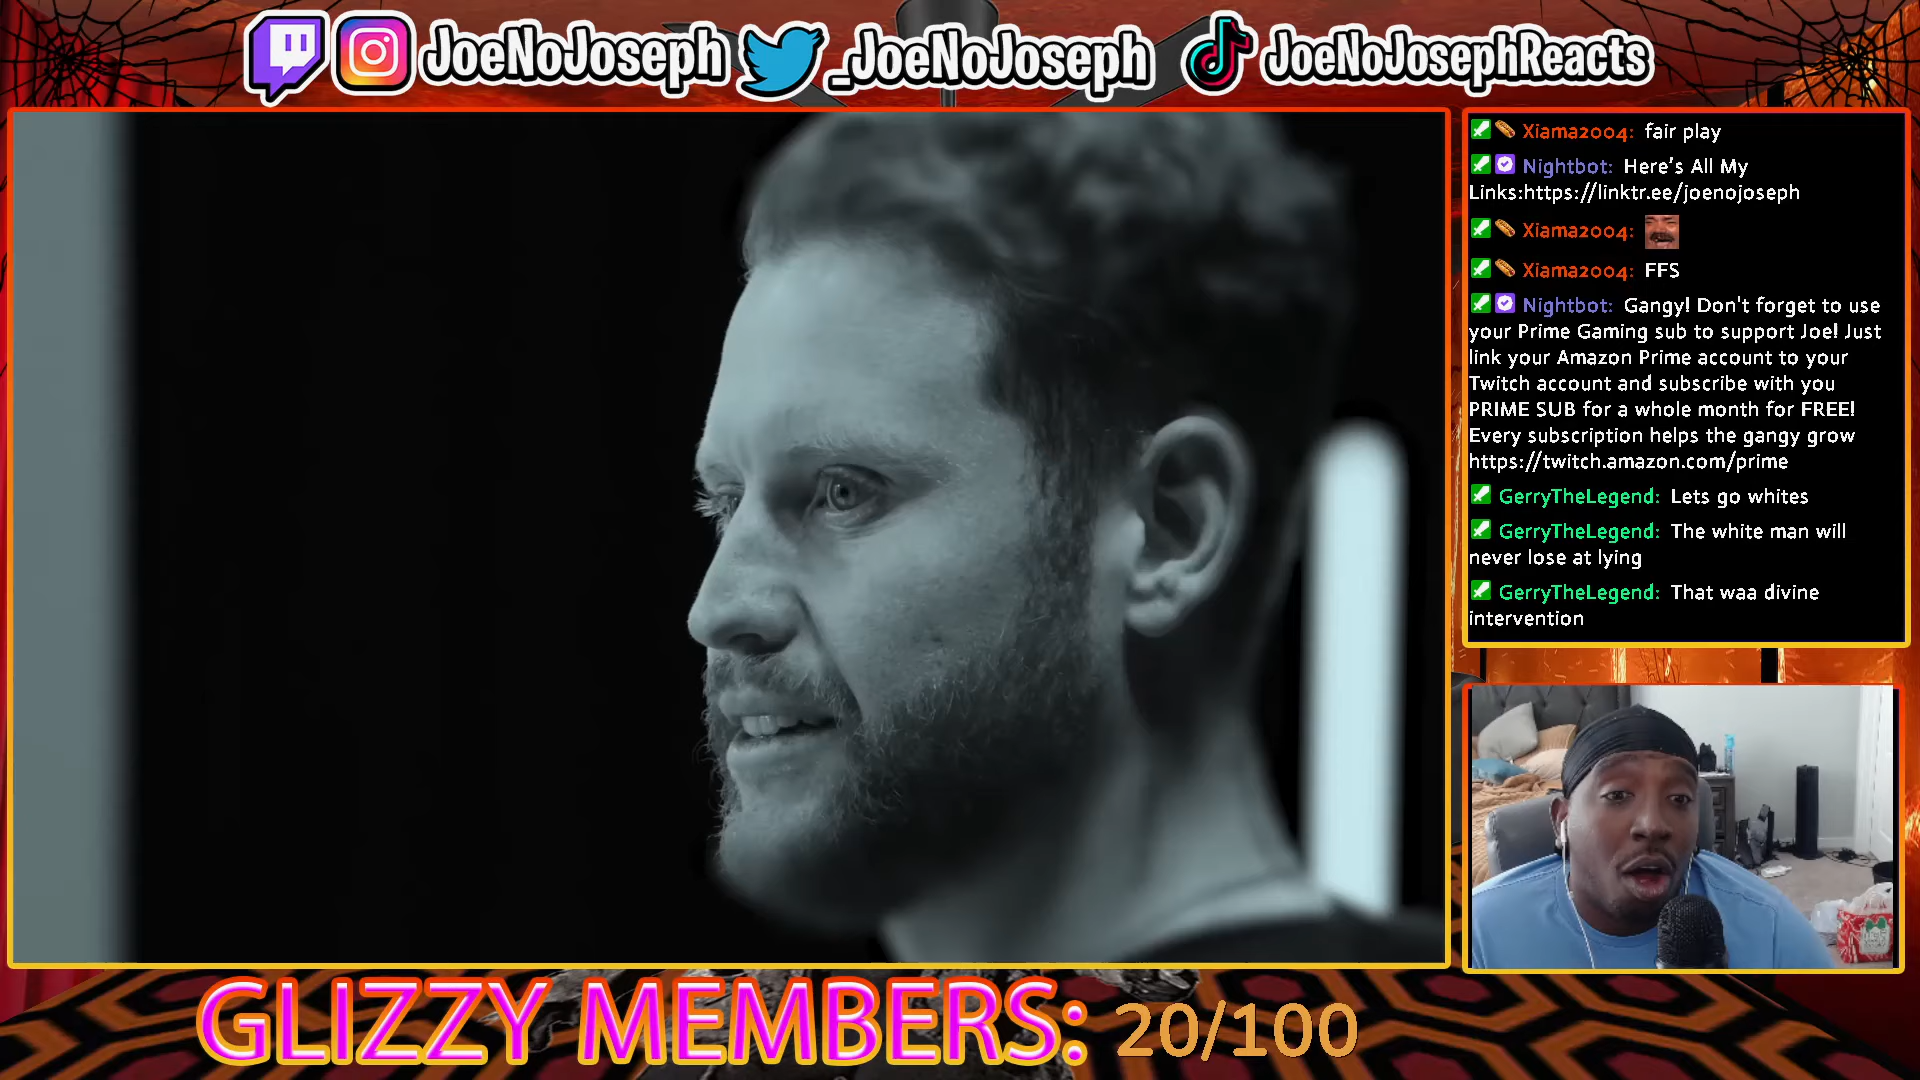 JoeNoJoseph _JoeNoJoseph JoeNoJosephReacts
Xiama2004: fair play
Nightbot: Here's All My
Links:https://linktr.ee/joenojoseph
Xiama2004:
Xiama2004: FFS
Nightbot: Gangy! Don't forget to use
your Prime Gaming sub to support Joe! Just
link your Amazon Prime account to your
Twitch account and subscribe with you
PRIME SUB for a whole month for FREE!
Every subscription helps the gangy grow
https://twitch.amazon.com/prime
GerryTheLegend: Lets go whites
GerryTheLegend: The white man will
never lose at lying
GerryTheLegend: That waa divine
intervention
GLIZZY MEMBERS: 20/100